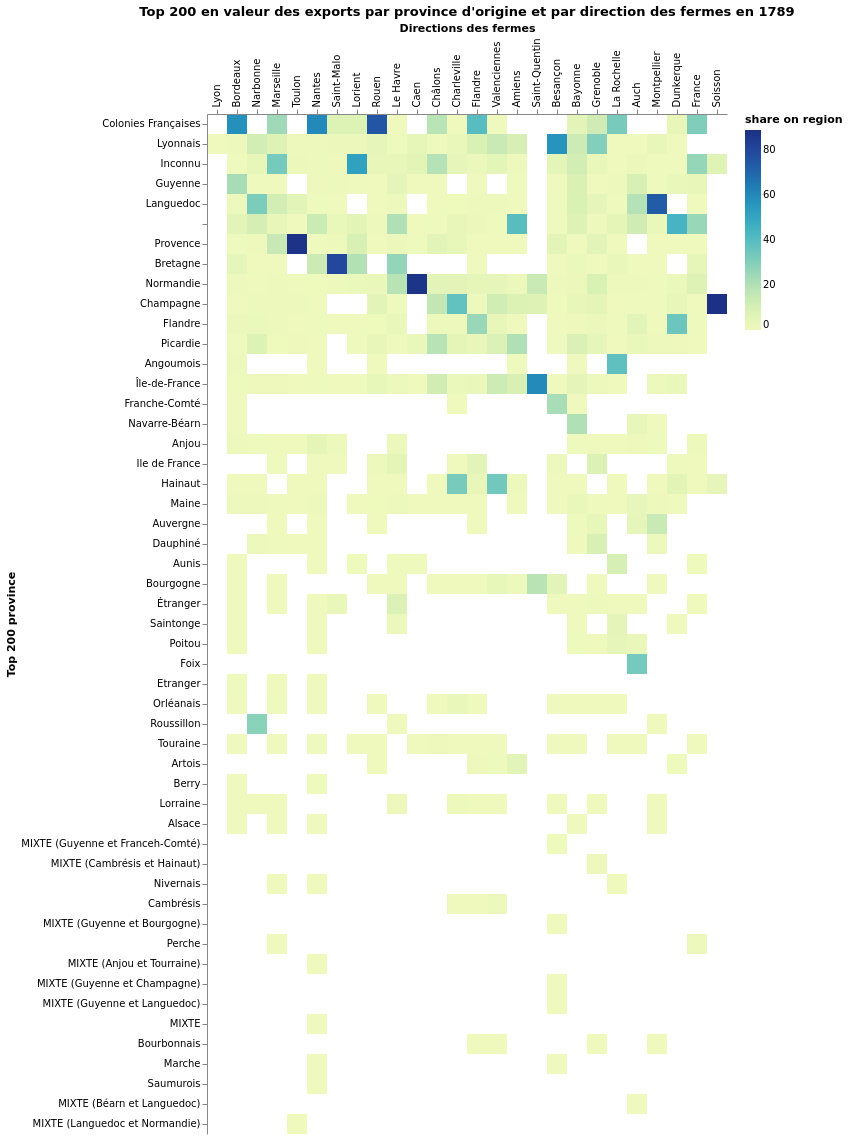 Top 200 en valeur des exports par province d'origine et par direction des fermes en 1789
Directions des fermes
Lyon
Bordeaux
Narbonne
Marseille
Toulon
Nantes
Saint-Malo
Lorient
Rouen
Le Havre
Caen
Châlons
Charleville
Flandre
Valenciennes
Amiens
Saint-Quentin
Besançon
Bayonne
Grenoble
La Rochelle
Auch
Montpellier
Dunkerque
France
Soisson
share on region
80
60
40
20
0
Top 200 province
Colonies Françaises
Lyonnais
Inconnu
Guyenne
Languedoc
Provence
Bretagne
Normandie
Champagne
Flandre
Picardie
Angoumois
Île-de-France
Franche-Comté
Navarre-Béarn
Anjou
Ile de France
Hainaut
Maine
Auvergne
Dauphiné
Aunis
Bourgogne
Étranger
Saintonge
Poitou
Foix
Etranger
Orléanais
Roussillon
Touraine
Artois
Berry
Lorraine
Alsace
MIXTE (Guyenne et Franceh-Comté)
MIXTE (Cambrésis et Hainaut)
Nivernais
Cambrésis
MIXTE (Guyenne et Bourgogne)
Perche
MIXTE (Anjou et Tourraine)
MIXTE (Guyenne et Champagne)
MIXTE (Guyenne et Languedoc)
MIXTE
Bourbonnais
Marche
Saumurois
MIXTE (Béarn et Languedoc)
MIXTE (Languedoc et Normandie)